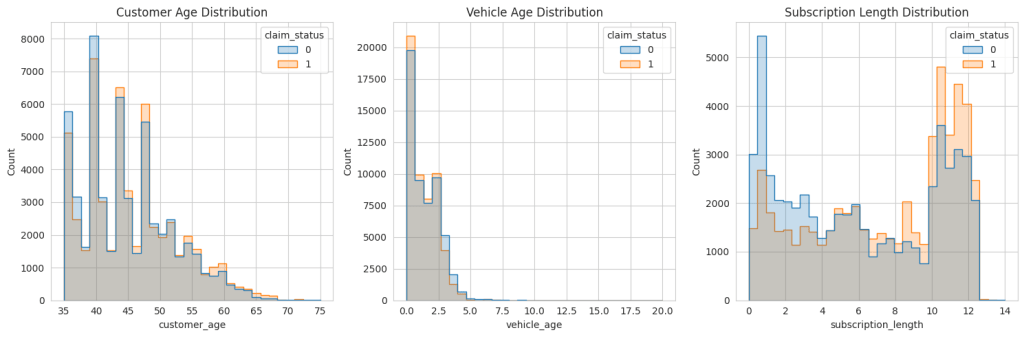 Customer Age Distribution
claim_status
0
1
8000
7000
6000
5000
4000
3000
2000
1000
0
Count
35 40 45 50 55 60 65 70 75
customer_age
Vehicle Age Distribution
claim_status
0
1
20000
17500
15000
12500
10000
7500
5000
2500
0
Count
0.0 2.5 5.0 7.5 10.0 12.5 15.0 17.5 20.0
vehicle_age
Subscription Length Distribution
claim_status
0
1
5000
4000
3000
2000
1000
0
Count
0 2 4 6 8 10 12 14
subscription_length